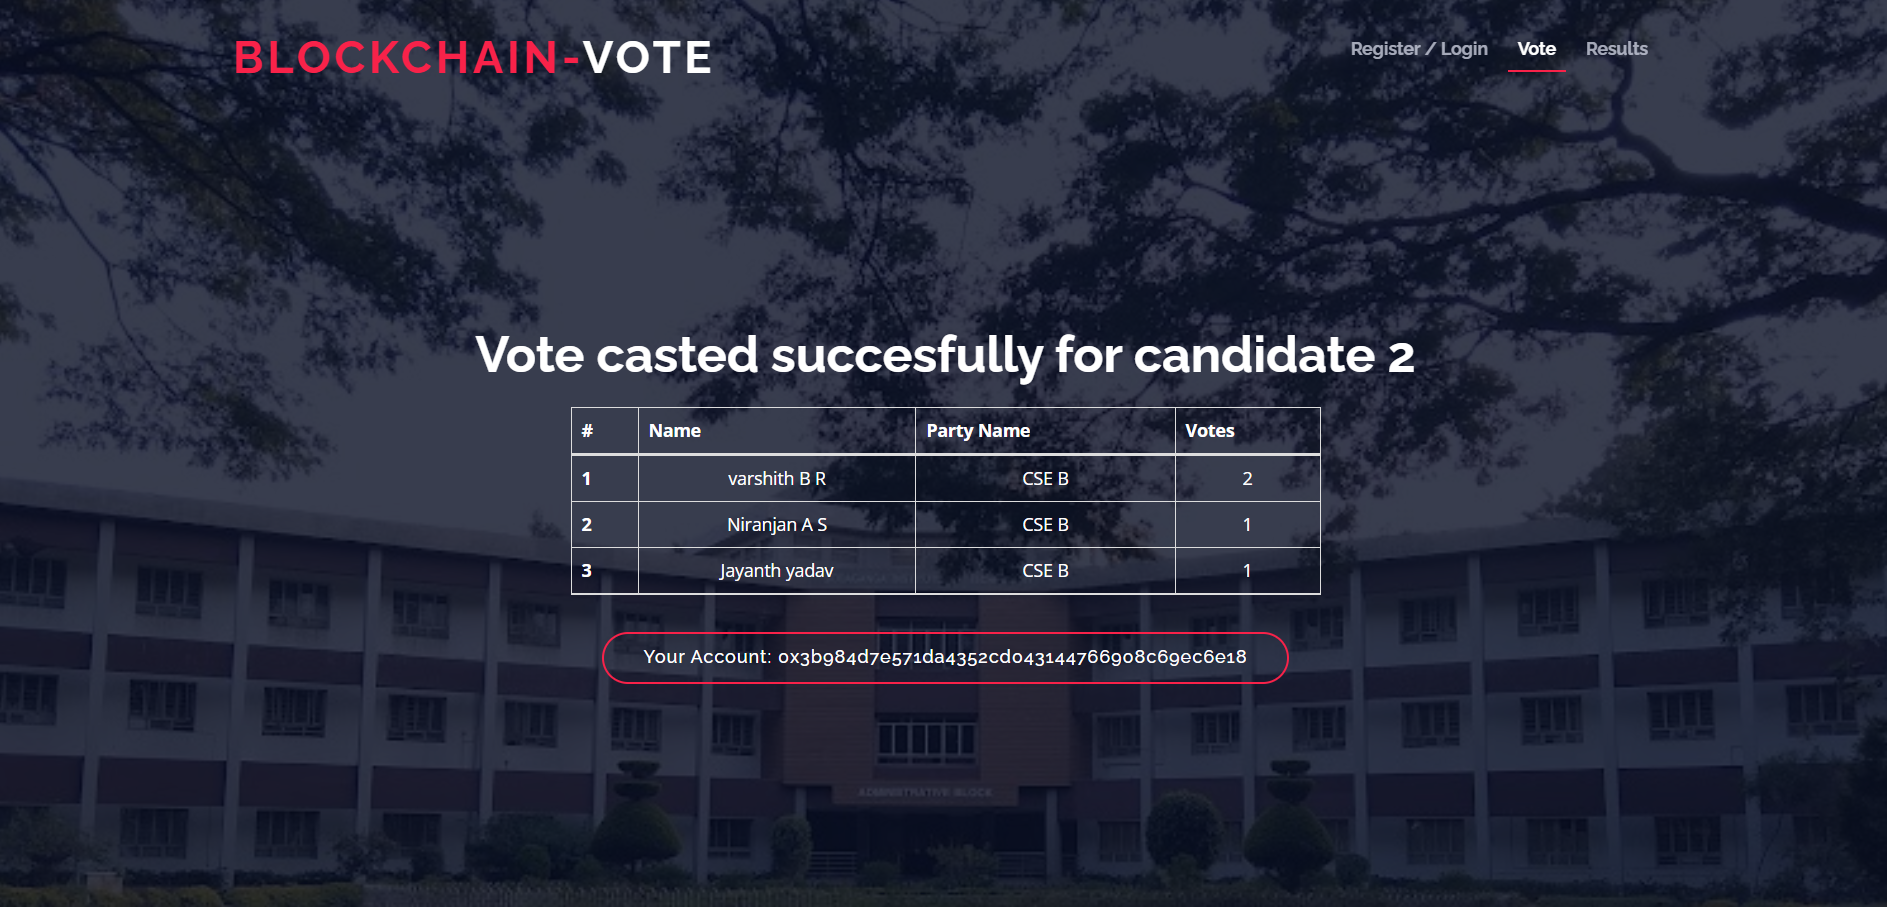 BLOCKCHAIN-VOTE
Register / Login Vote Results
Vote casted succesfully for candidate 2
# Name Party Name Votes
1 varshith B R CSE B 2
2 Niranjan A S CSE B 1
3 Jayanth yadav CSE B 1
Your Account: 0x3b984d7e571da4352cd043144766908c69ec6e18
ADMINISTRATIVE BLOCK